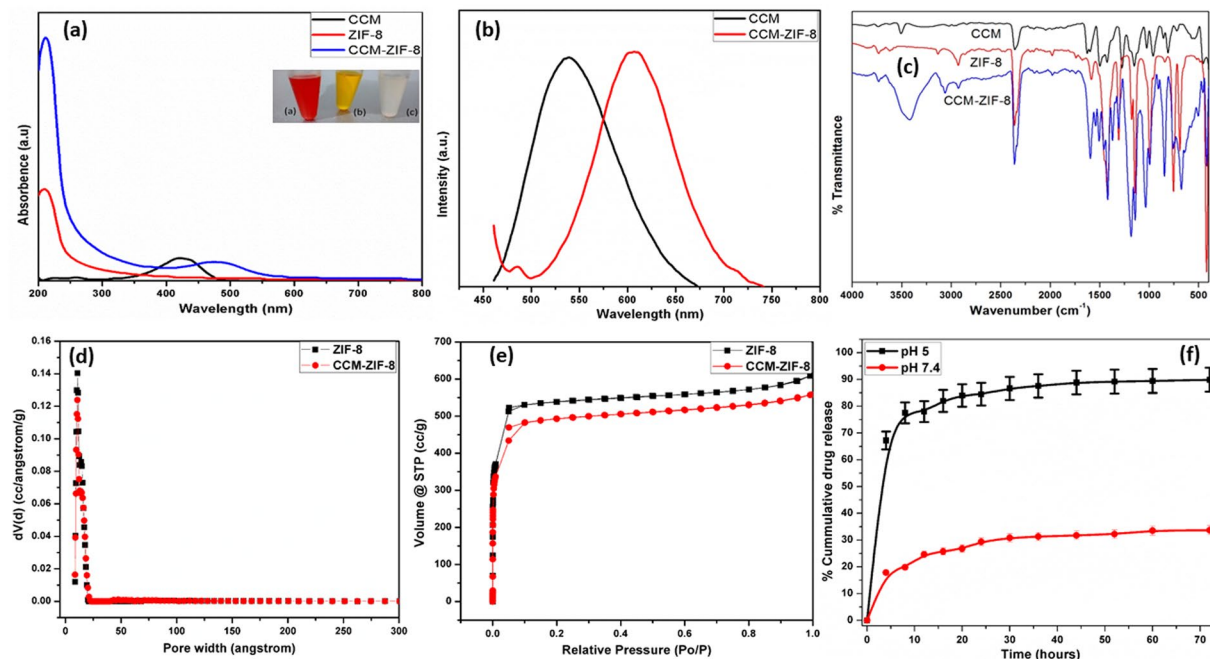 (a)
CCM
ZIF-8
CCM-ZIF-8
(a)
(b)
(c)
Absorbence (a.u)
200 300 400 500 600 700 800
Wavelength (nm)
(b)
CCM
CCM-ZIF-8
Intensity (a.u.)
450 500 550 600 650 700 750 800
Wavelength (nm)
(c)
CCM
ZIF-8
CCM-ZIF-8
% Transmittance
4000 3500 3000 2500 2000 1500 1000 500
Wavenumber (cm⁻¹)
(d)
ZIF-8
CCM-ZIF-8
dV(d) (cc/angstrom/g)
0.16
0.14
0.12
0.10
0.08
0.06
0.04
0.02
0.00
0 50 100 150 200 250 300
Pore width (angstrom)
(e)
ZIF-8
CCM-ZIF-8
Volume @ STP (cc/g)
700
600
500
400
300
200
100
0
0.0 0.2 0.4 0.6 0.8 1.0
Relative Pressure (Po/P)
(f)
pH 5
pH 7.4
% Cummulative drug release
100
90
80
70
60
50
40
30
20
10
0
0 10 20 30 40 50 60 70
Time (hours)